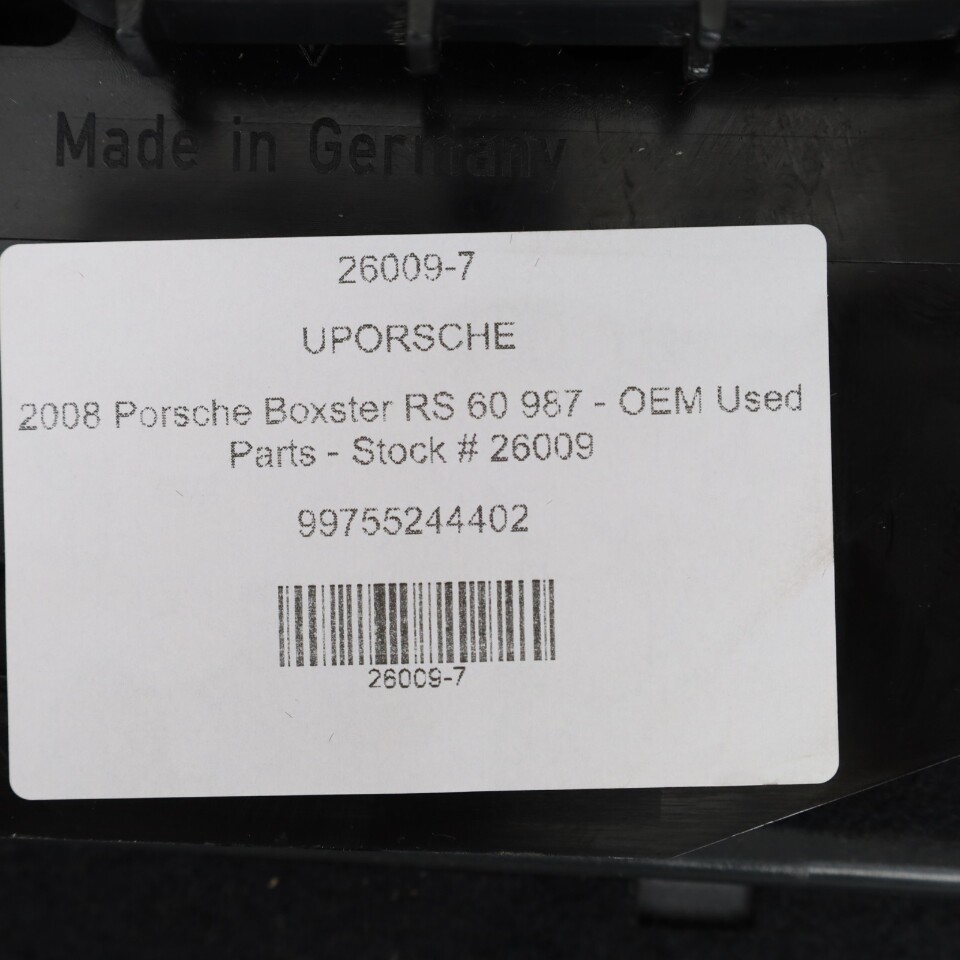 Made in Germany
26009-7
UPORSCHE
2008 Porsche Boxster RS 60 987 - OEM Used
Parts - Stock # 26009
99755244402
26009-7